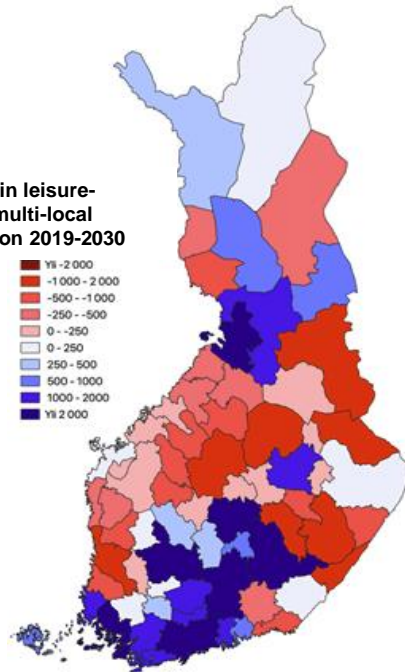 in leisure-
multi-local
on 2019-2030
Yli -2 000
-1 000 - 2 000
-500 - -1 000
-250 - -500
0 - -250
0 - 250
250 - 500
500 - 1000
1000 - 2000
Yli 2 000